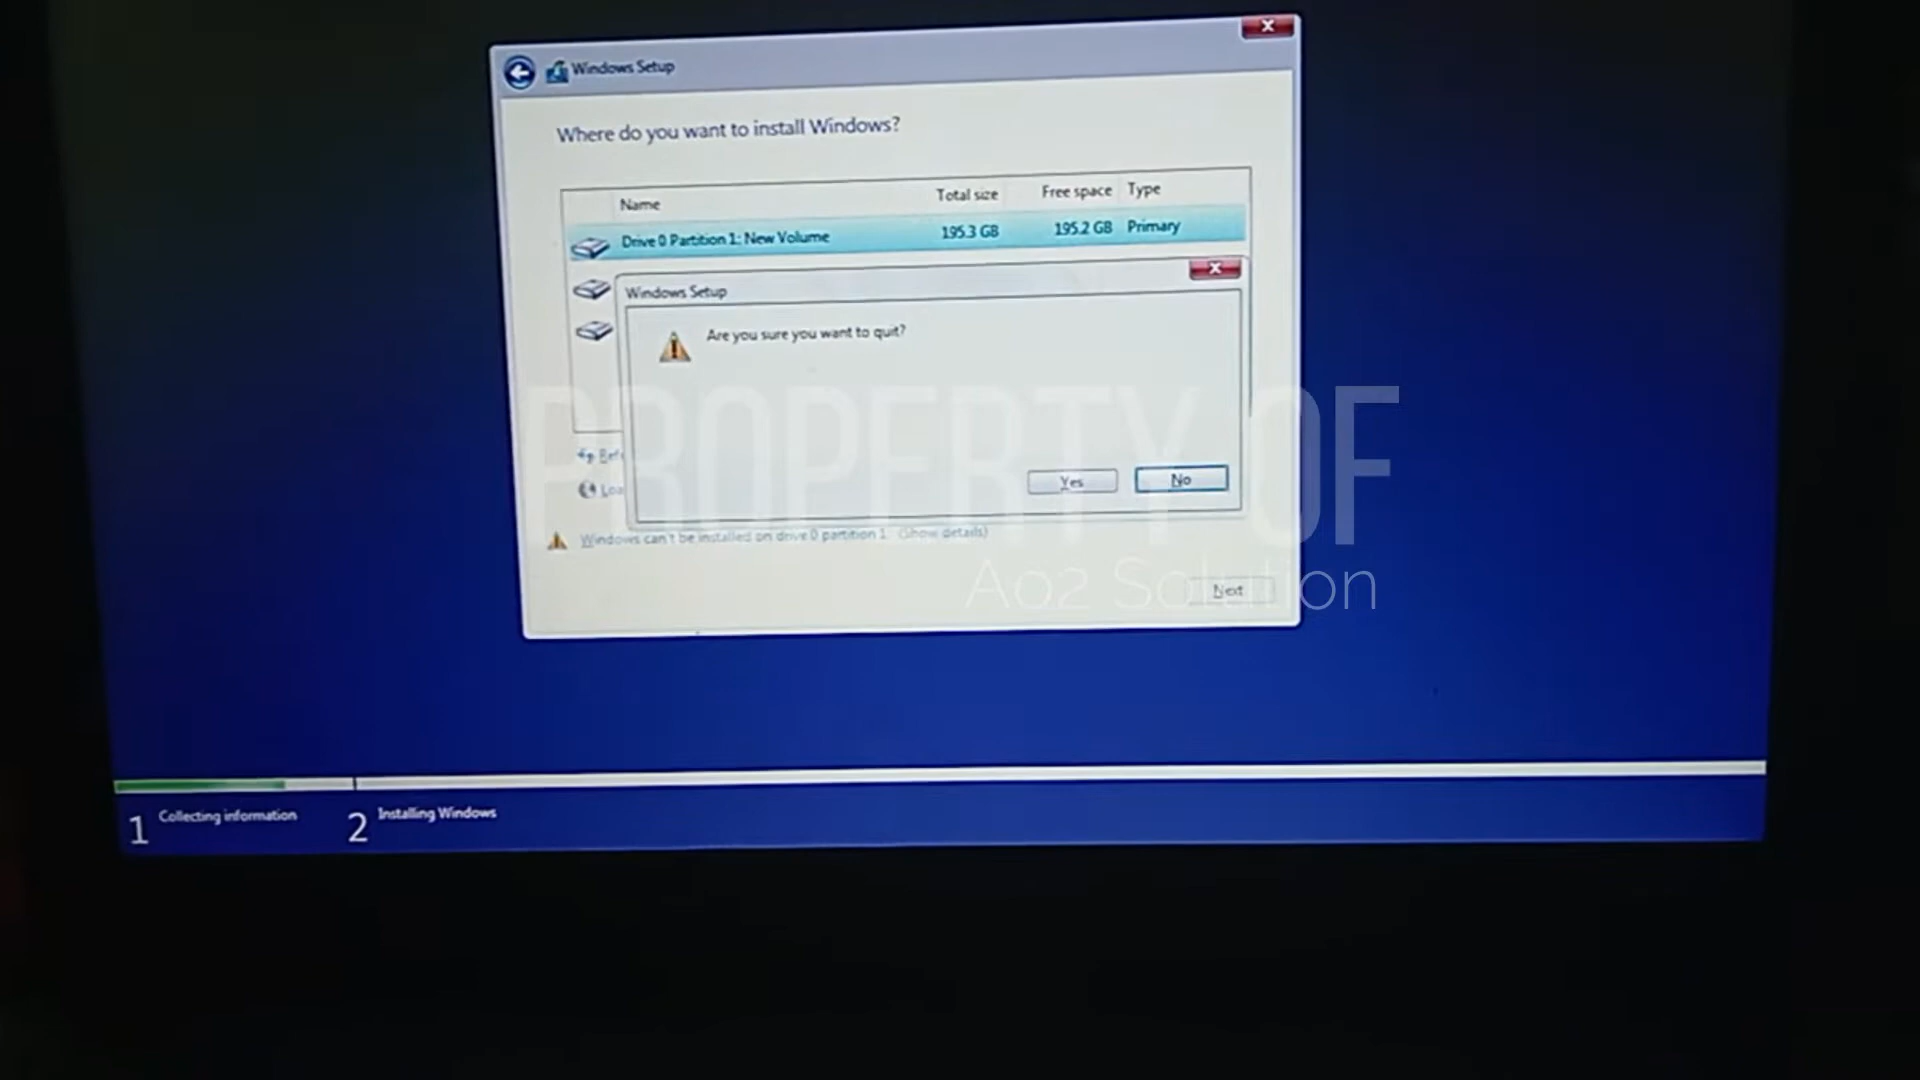 Windows Setup
Where do you want to install Windows?
Name Total size Free space Type
Drive 0 Partition 1: New Volume 195.3 GB 195.2 GB Primary
Windows Setup
Are you sure you want to quit?
PROPERTY OF
Yes No
Windows can't be installed on drive 0 partition 1. (Show details)
A02 Solution
Next
1 Collecting information 2 Installing Windows